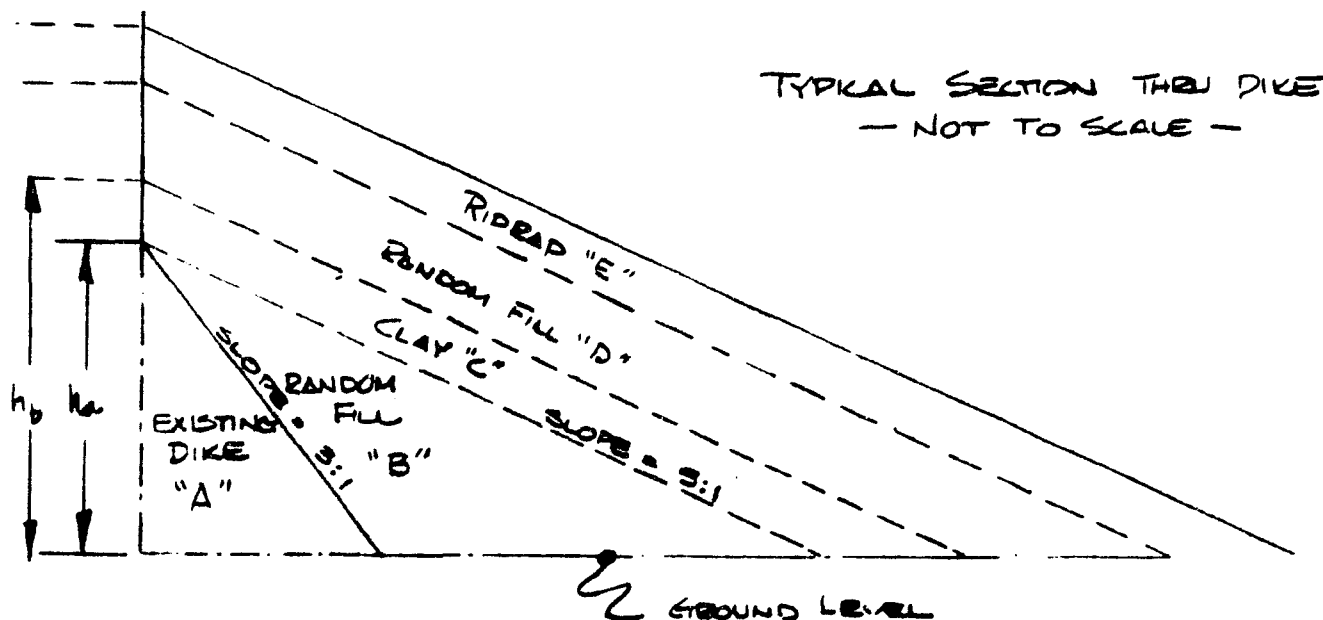 TYPICAL SECTION THRU DIKE
— NOT TO SCALE —
RIPRAP "E"
RANDOM FILL "D"
CLAY "C"
SLOPE = 3:1
RANDOM
FILL
"B"
EXISTING
DIKE
"A"
SLOPE = 5:1
hb
ha
GROUND LEVEL